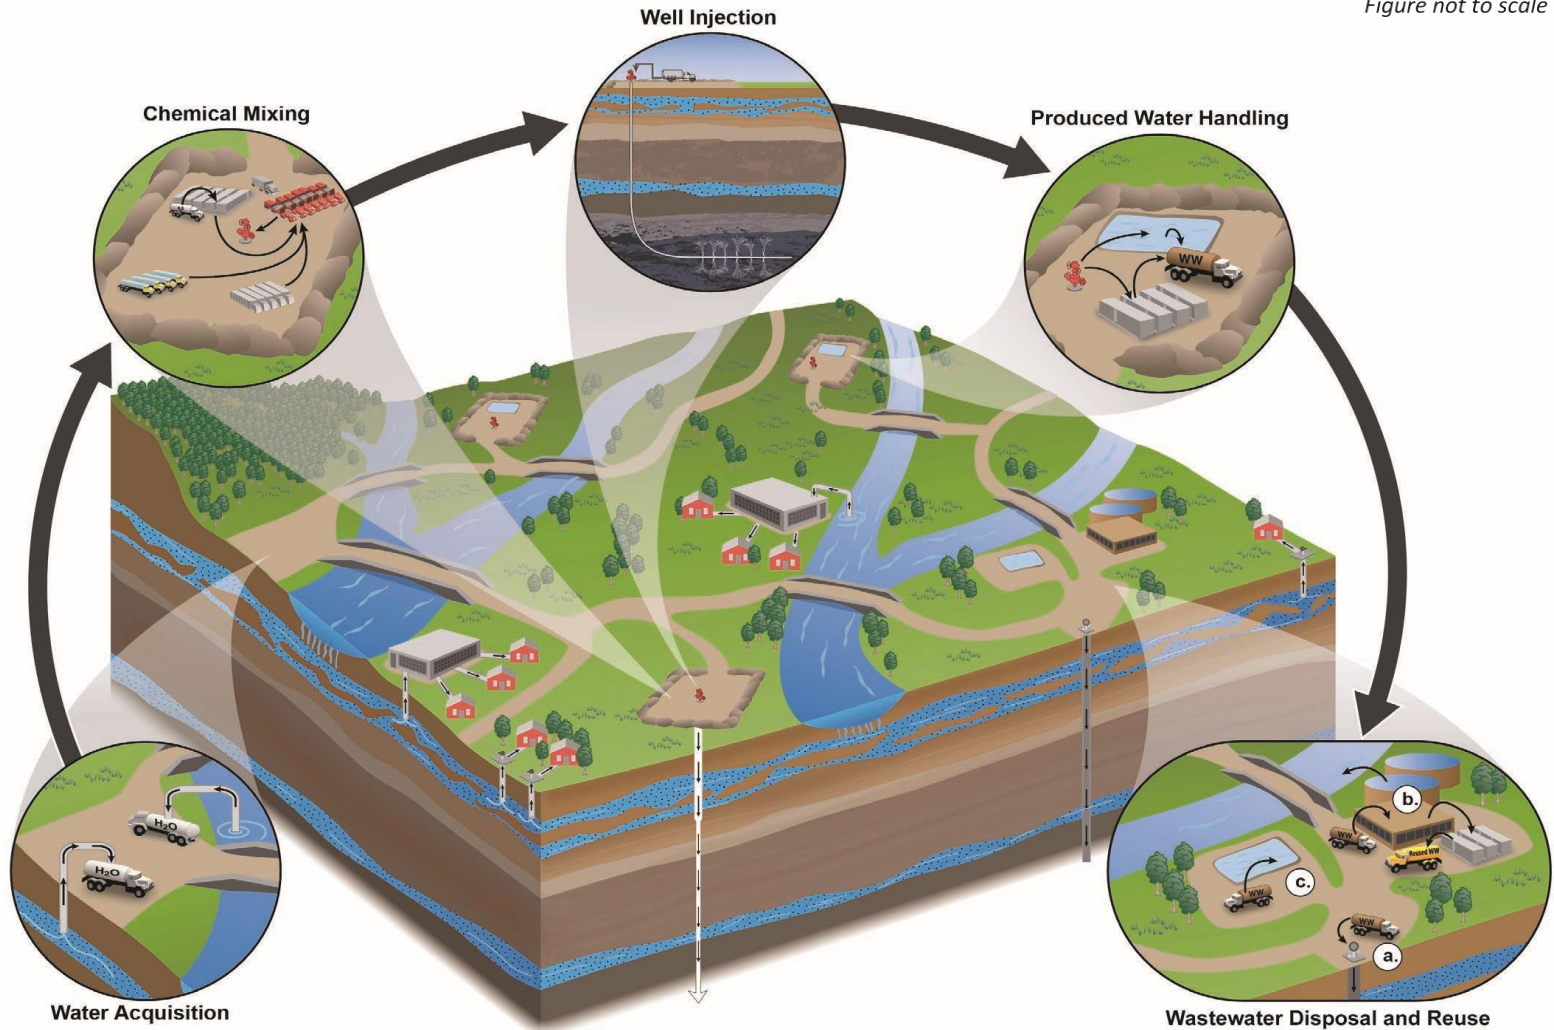 Figure not to scale
Well Injection
Chemical Mixing
Produced Water Handling
WW
H₂O
H₂O
Water Acquisition
b.
WW
Reused WW
c.
WW
WW
a.
Wastewater Disposal and Reuse